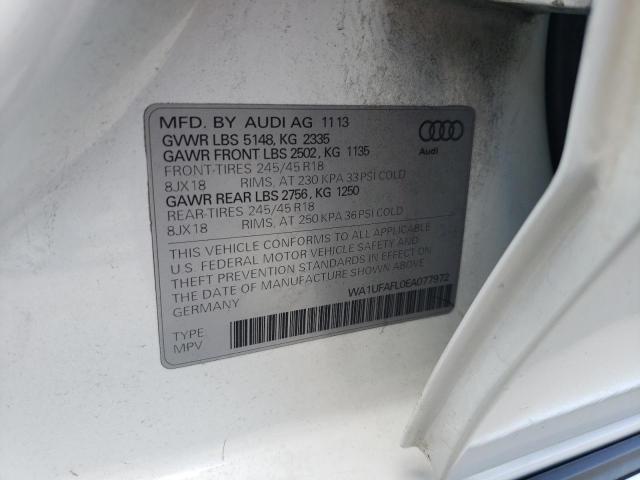 MFD. BY AUDI AG 11 13
GVWR LBS 5148, KG 2335
GAWR FRONT LBS 2502, KG 1135
FRONT-TIRES 245/45 R18
8JX18 RIMS, AT 230 KPA 33 PSI COLD
GAWR REAR LBS 2756, KG 1250
REAR-TIRES 245/45 R18
8JX18 RIMS, AT 250 KPA 36 PSI COLD
THIS VEHICLE CONFORMS TO ALL APPLICABLE
U.S. FEDERAL MOTOR VEHICLE SAFETY AND
THEFT PREVENTION STANDARDS IN EFFECT ON
THE DATE OF MANUFACTURE SHOWN ABOVE.
GERMANY
WA1UFAFL0EA077972
TYPE
MPV
Audi